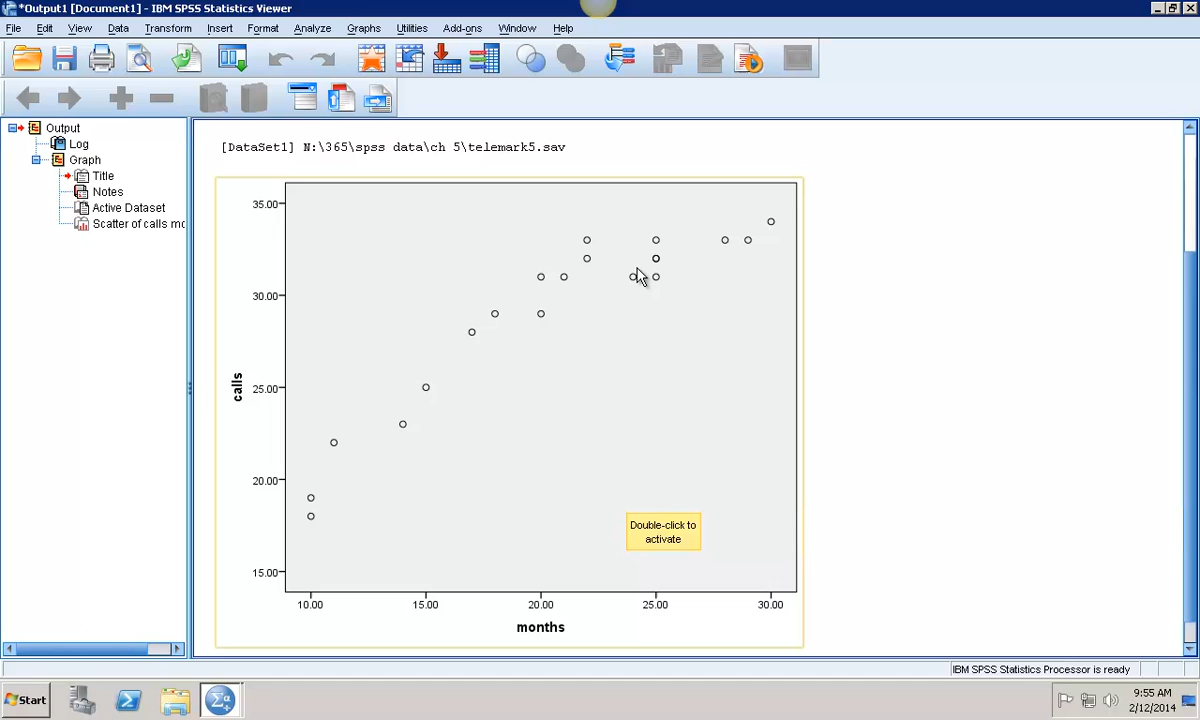 *Output1 [Document1] - IBM SPSS Statistics Viewer
File Edit View Data Transform Insert Format Analyze Graphs Utilities Add-ons Window Help
Output
Log
Graph
Title
Notes
Active Dataset
Scatter of calls mo
[DataSet1] N:\365\spss data\ch 5\telemark5.sav
35.00
30.00
25.00
20.00
15.00
calls
Double-click to
activate
10.00 15.00 20.00 25.00 30.00
months
IBM SPSS Statistics Processor is ready
Start
Σα
9:55 AM
2/12/2014